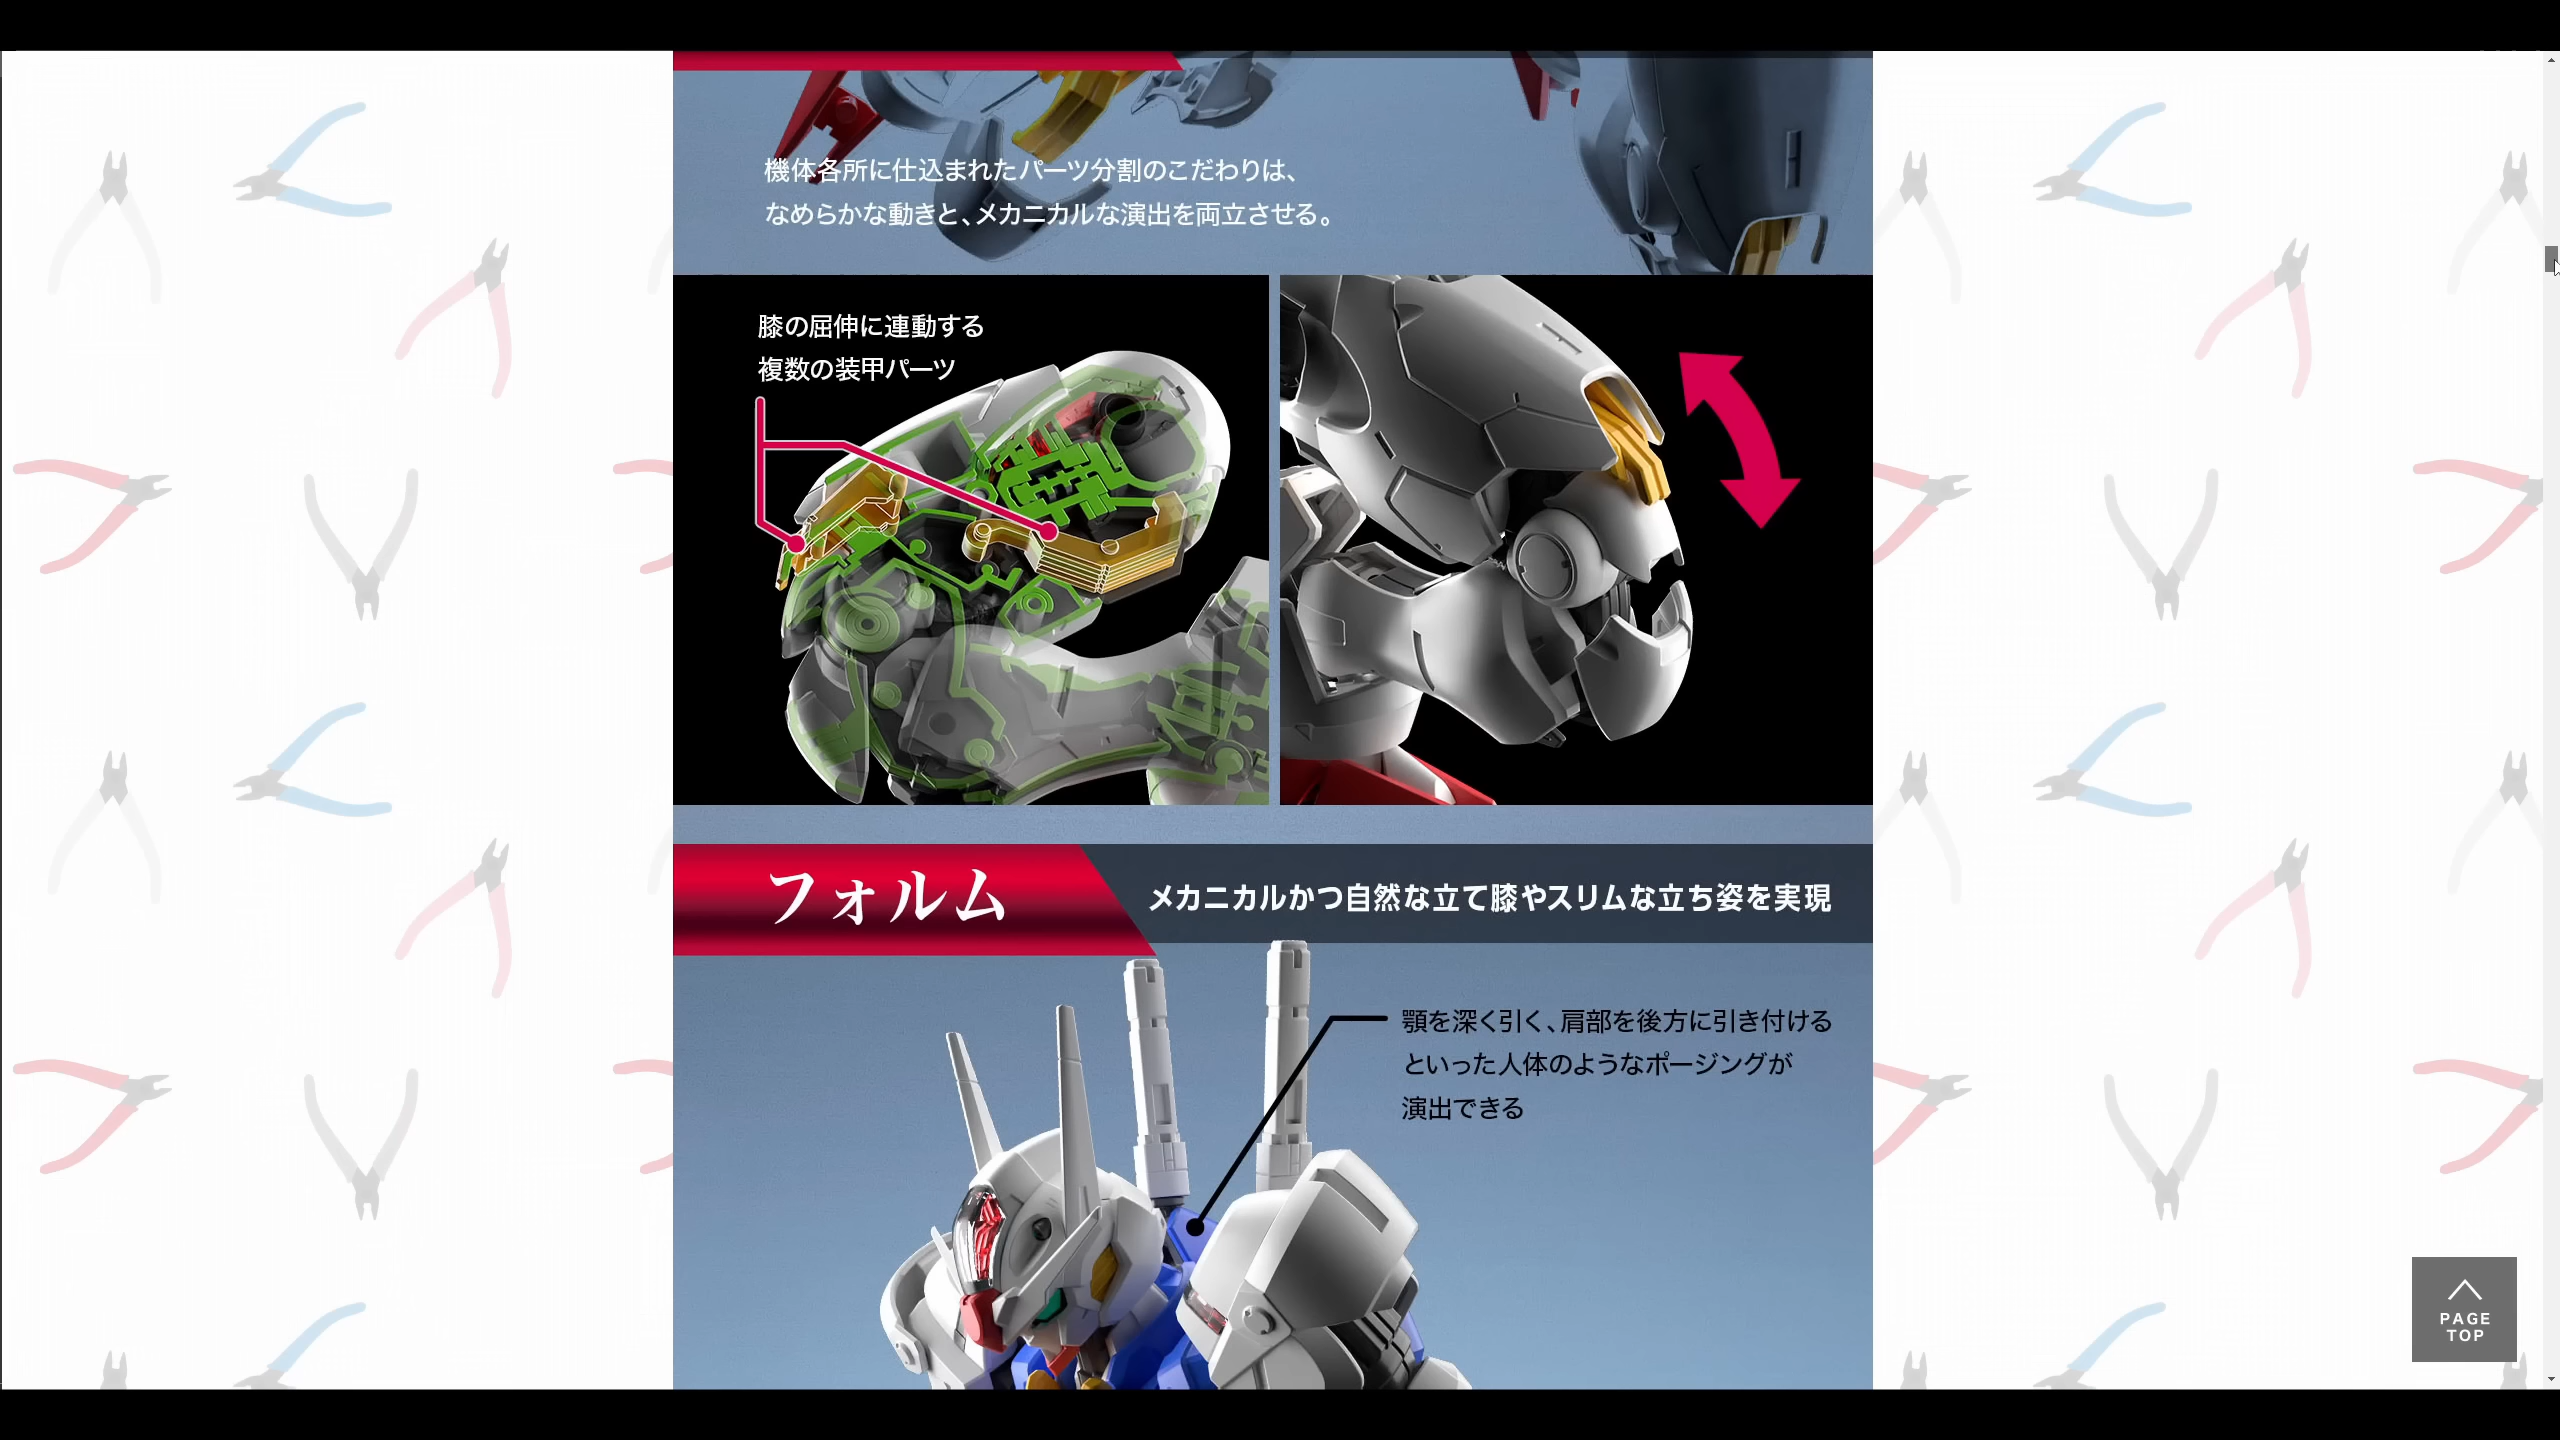 機体各所に仕込まれたパーツ分割のこだわりは、
なめらかな動きと、メカニカルな演出を両立させる。
膝の屈伸に連動する
複数の装甲パーツ
フォルム
メカニカルかつ自然な立て膝やスリムな立ち姿を実現
顎を深く引く、肩部を後方に引き付ける
といった人体のようなポージングが
演出できる
PAGE
TOP